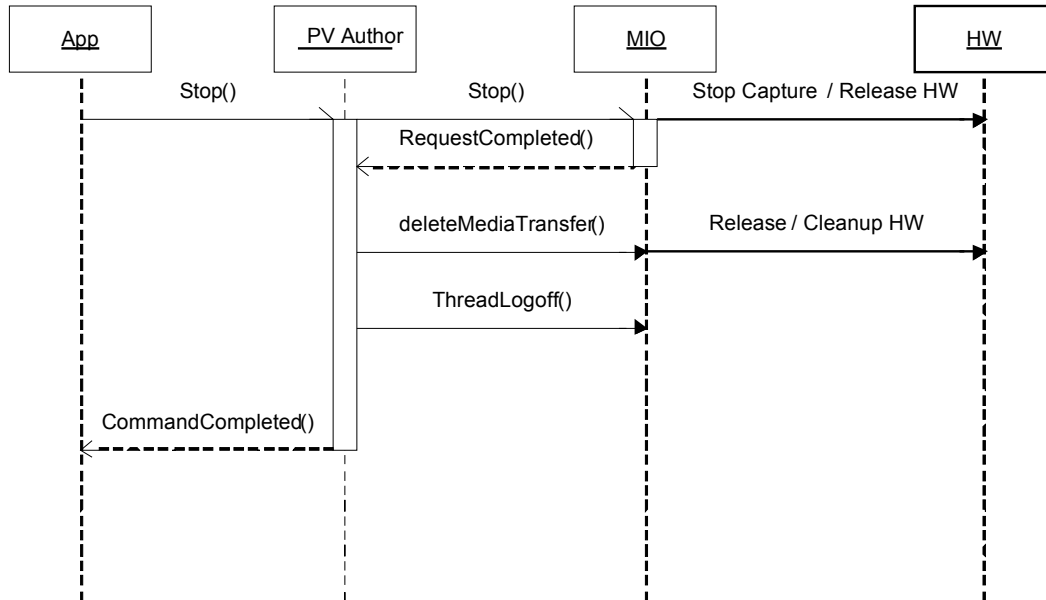 App
PV Author
MIO
HW
Stop()
Stop()
Stop Capture / Release HW
RequestCompleted()
deleteMediaTransfer()
Release / Cleanup HW
ThreadLogoff()
CommandCompleted()